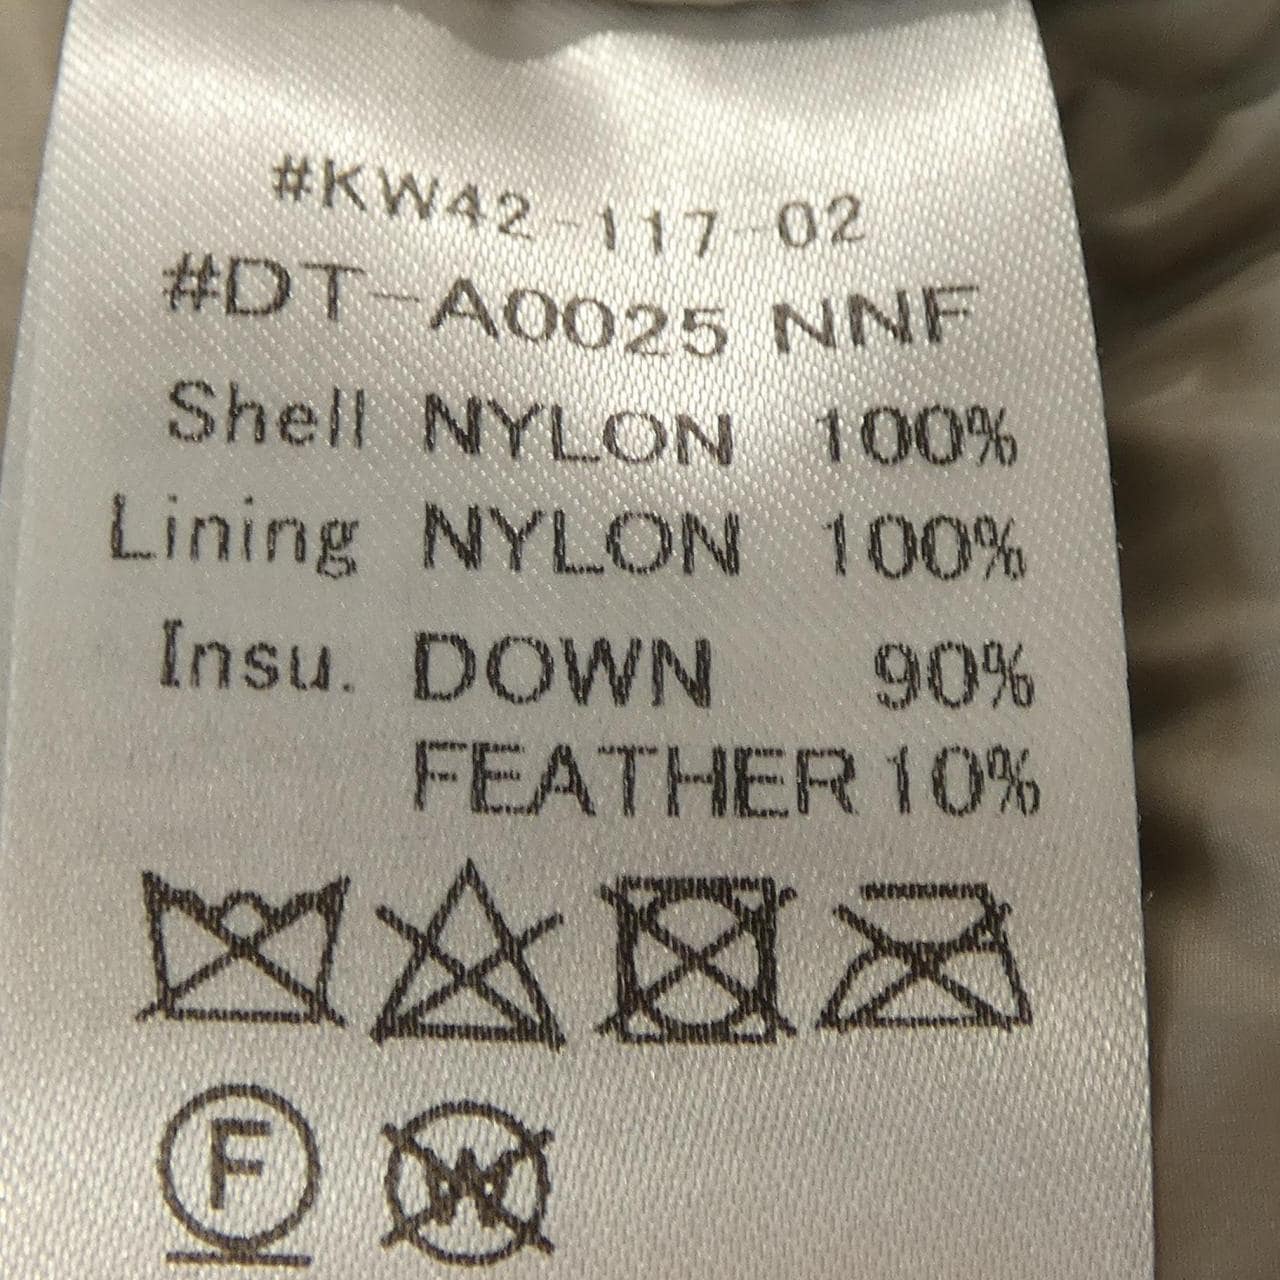 #KW42-117-02
#DT-A0025 NNF
Shell NYLON 100%
Lining NYLON 100%
Insu. DOWN 90%
FEATHER 10%
F
W